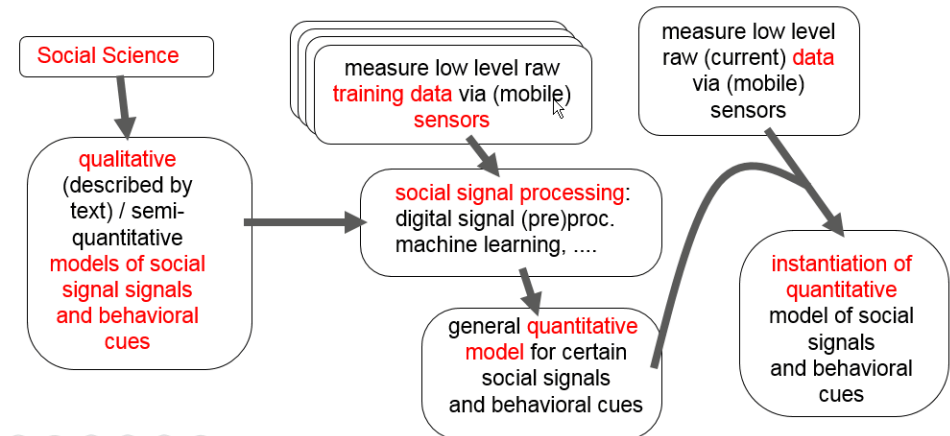 Social Science
qualitative
(described by
text) / semi-
quantitative
models of social
signal signals
and behavioral
cues
measure low level raw
training data via (mobile)
sensors
social signal processing:
digital signal (pre)proc.
machine learning, ....
general quantitative
model for certain
social signals
and behavioral cues
measure low level
raw (current) data
via (mobile)
sensors
instantiation of
quantitative
model of social
signals
and behavioral
cues